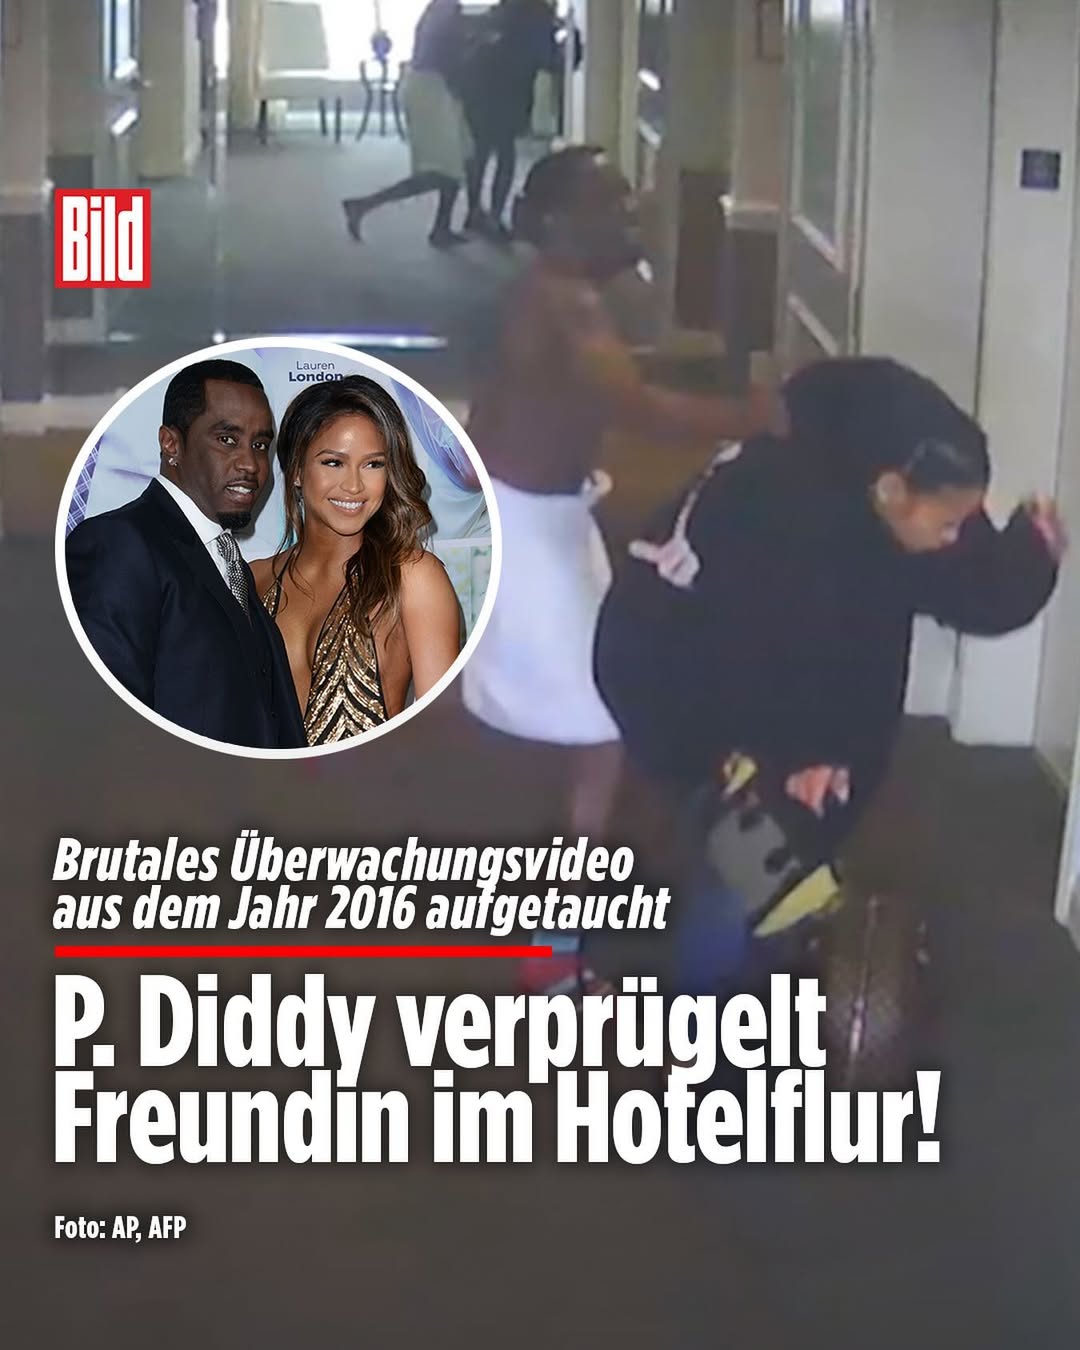 Bild
Lauren
London
Brutales Überwachungsvideo
aus dem Jahr 2016 aufgetaucht
P. Diddy verprügelt
Freundin im Hotelflur!
Foto: AP, AFP